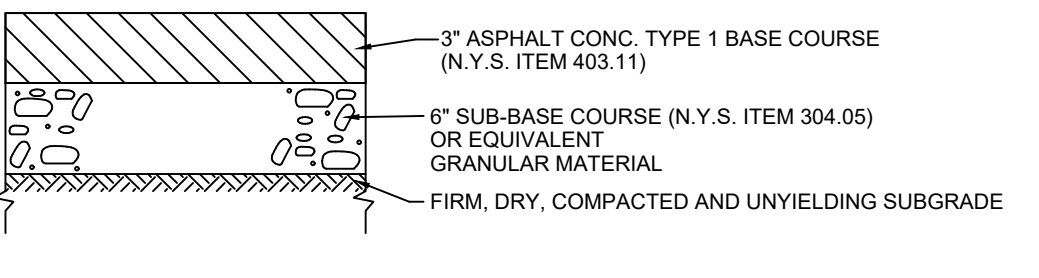 3" ASPHALT CONC. TYPE 1 BASE COURSE
(N.Y.S. ITEM 403.11)
6" SUB-BASE COURSE (N.Y.S. ITEM 304.05)
OR EQUIVALENT
GRANULAR MATERIAL
FIRM, DRY, COMPACTED AND UNYIELDING SUBGRADE